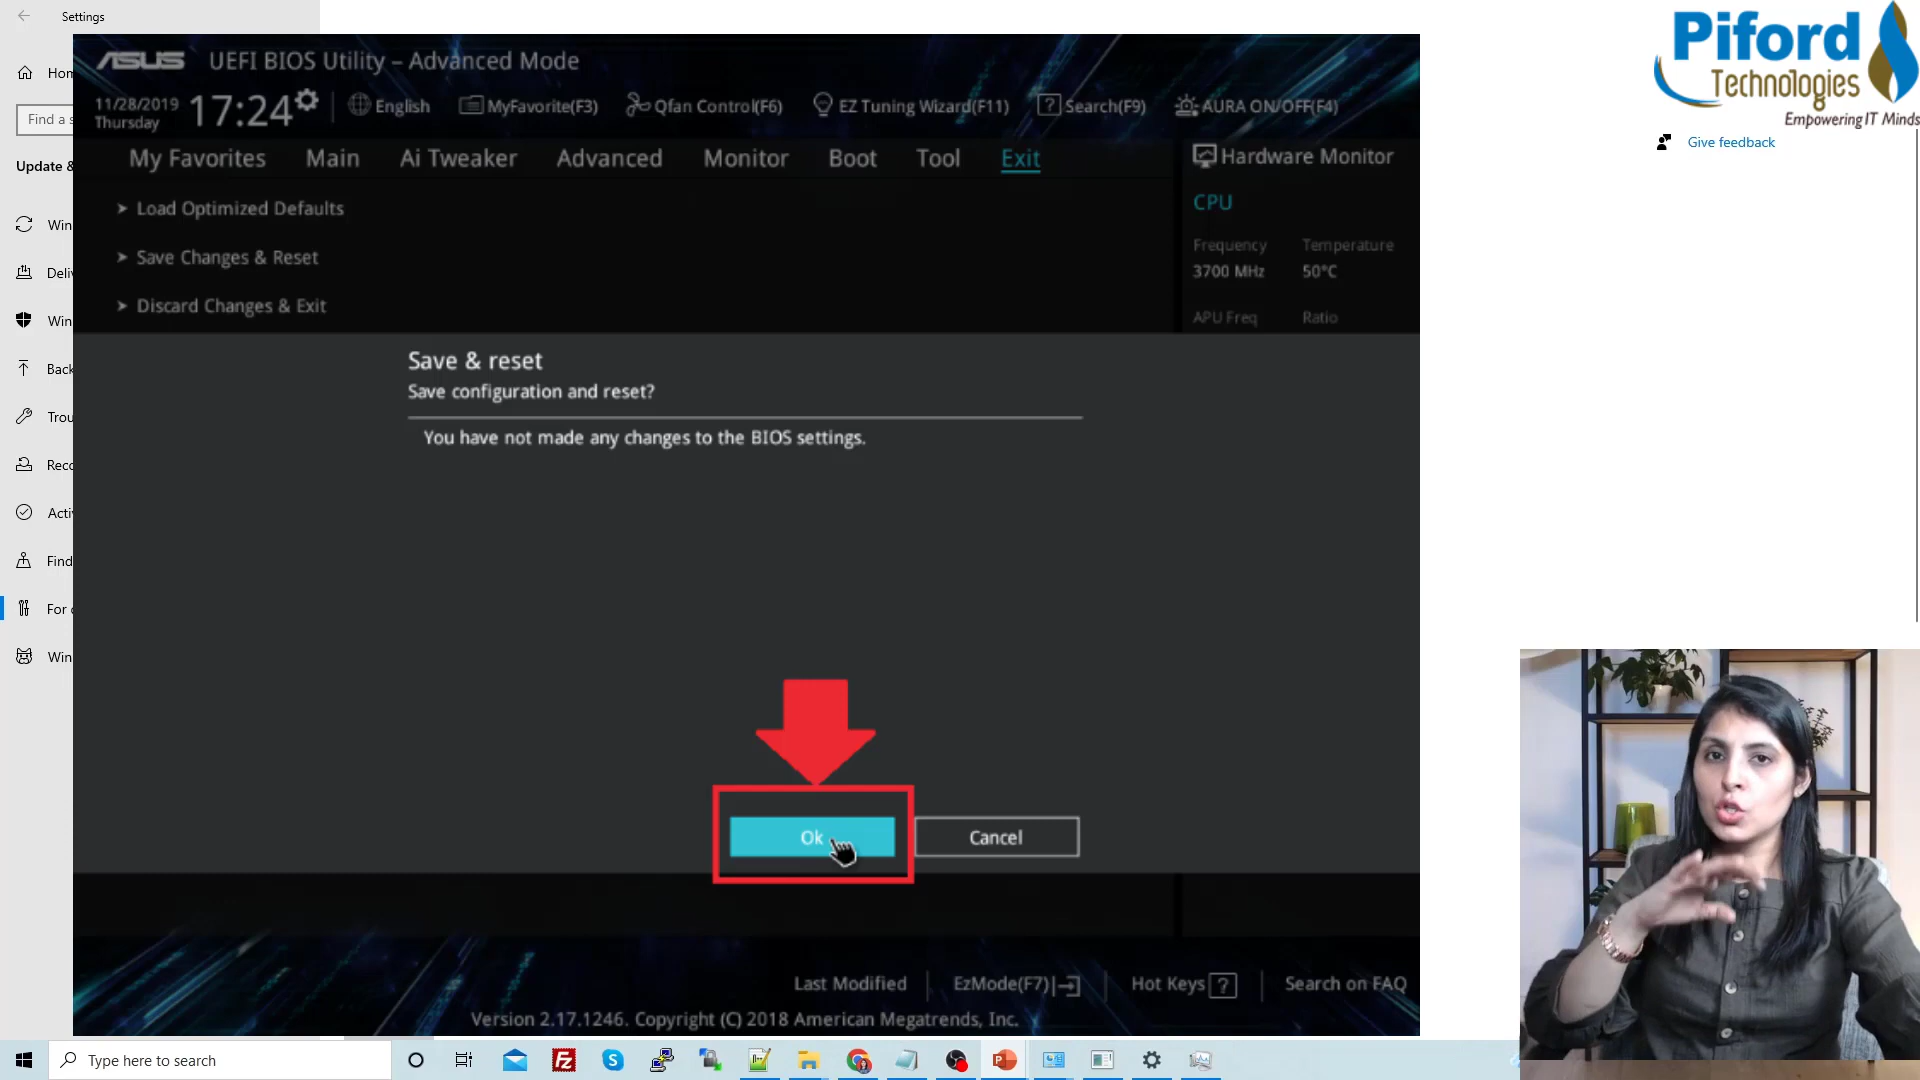 Settings
Hom
Find a s
Update &
Win
Deliv
Win
Back
Trou
Reco
Activ
Find
For d
Win
ASUS UEFI BIOS Utility – Advanced Mode
11/28/2019
Thursday
17:24
English
MyFavorite(F3)
Qfan Control(F6)
EZ Tuning Wizard(F11)
? Search(F9)
AURA ON/OFF(F4)
My Favorites Main Ai Tweaker Advanced Monitor Boot Tool Exit
Hardware Monitor
Load Optimized Defaults
Save Changes & Reset
Discard Changes & Exit
CPU
Frequency Temperature
3700 MHz 50°C
APU Freq Ratio
Save & reset
Save configuration and reset?
You have not made any changes to the BIOS settings.
Ok
Cancel
Last Modified
EzMode(F7)
Hot Keys ?
Search on FAQ
Version 2.17.1246. Copyright (C) 2018 American Megatrends, Inc.
Piford
Technologies
Empowering IT Minds
Give feedback
Type here to search